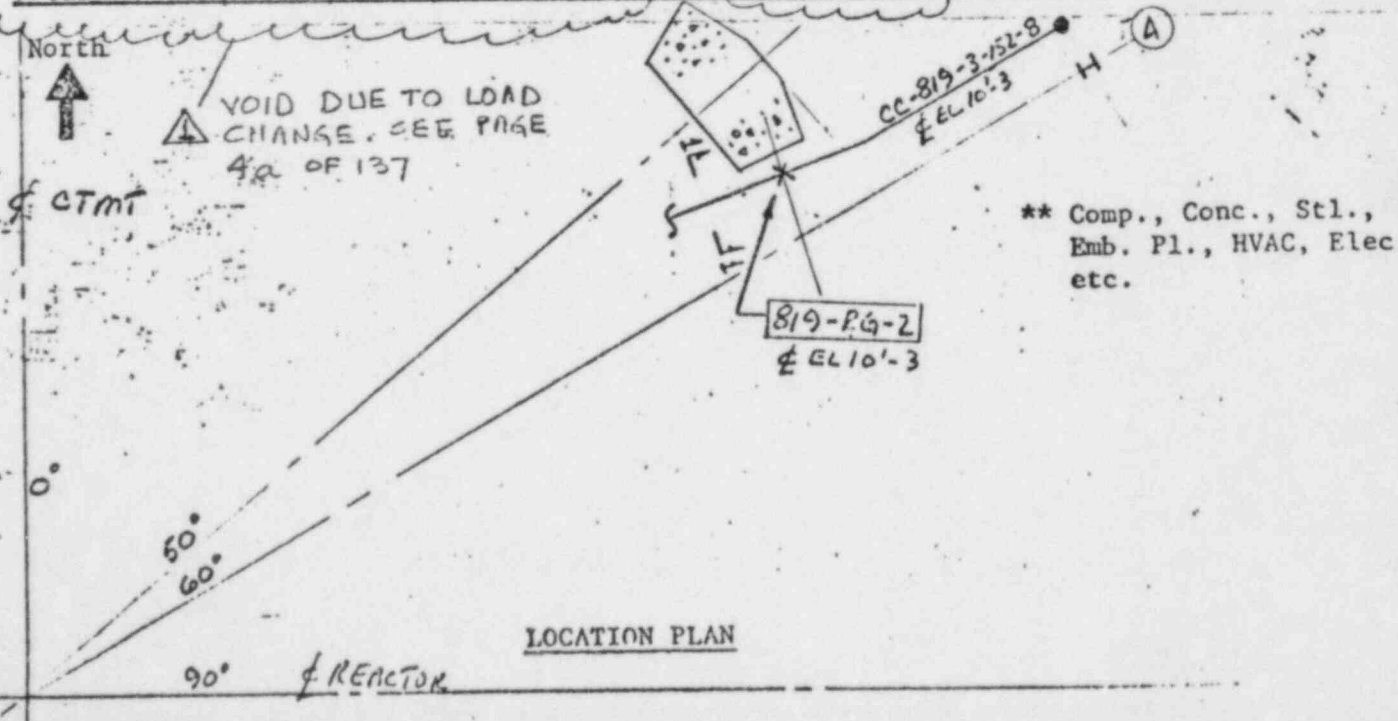 North
1
VOID DUE TO LOAD
CHANGE. SEE PAGE
4a OF 137
℄ CTMT
CC-819-3-152-8
℄ EL 10'-3
A
H
** Comp., Conc., Stl.,
Emb. Pl., HVAC, Elec
etc.
819-RG-2
℄ EL 10'-3
0°
50°
60°
LOCATION PLAN
90°
℄ REACTOR